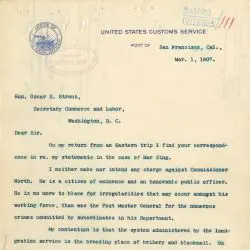 UNITED STATES CUSTOMS SERVICE
PORT OF San Francisco, Cal.,
Mar. 1, 1907.
Hon. Oscar S. Straus,
Secretary Commerce and Labor,
Washington, D. C.
Dear Sir.
On my return from an Eastern trip I find your correspond-
ence in re. my statements in the case of Mar Sing.
I neither make nor intend any charge against Commissioner
North. He is a citizen of eminence and an honorable public officer.
He is no more to blame for irregularities that may occur amongst his
working force, than was the Post Master General for the numerous
crimes committed by subordinates in his Department.
My contention is that the system administered by the Immi-
gration service is the breeding place of bribery and blackmail. On